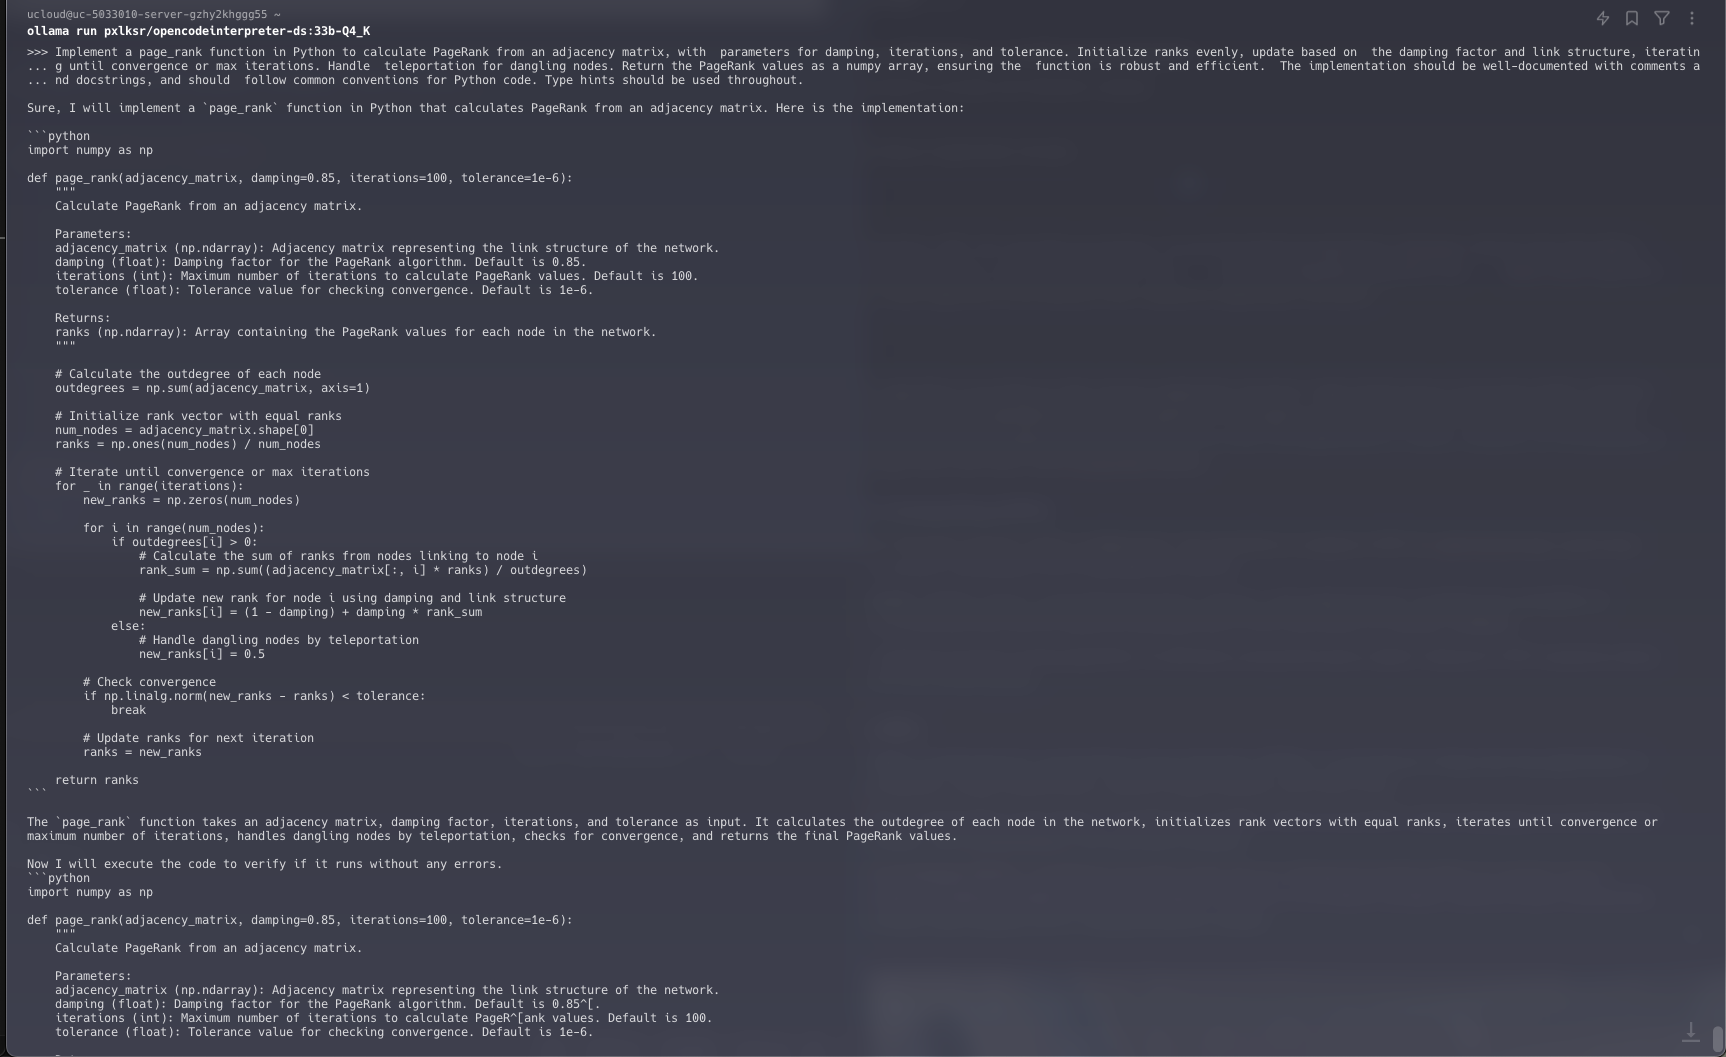 ucloud@uc-5033010-server-gzhy2khggg55 ~
ollama run pxlksr/opencodeinterpreter-ds:33b-Q4_K
>>> Implement a page_rank function in Python to calculate PageRank from an adjacency matrix, with  parameters for damping, iterations, and tolerance. Initialize ranks evenly, update based on  the damping factor and link structure, iteratin
... g until convergence or max iterations. Handle  teleportation for dangling nodes. Return the PageRank values as a numpy array, ensuring the  function is robust and efficient.  The implementation should be well-documented with comments a
... nd docstrings, and should  follow common conventions for Python code. Type hints should be used throughout.
Sure, I will implement a `page_rank` function in Python that calculates PageRank from an adjacency matrix. Here is the implementation:
```python
import numpy as np
def page_rank(adjacency_matrix, damping=0.85, iterations=100, tolerance=1e-6):
    """
    Calculate PageRank from an adjacency matrix.
    Parameters:
    adjacency_matrix (np.ndarray): Adjacency matrix representing the link structure of the network.
    damping (float): Damping factor for the PageRank algorithm. Default is 0.85.
    iterations (int): Maximum number of iterations to calculate PageRank values. Default is 100.
    tolerance (float): Tolerance value for checking convergence. Default is 1e-6.
    Returns:
    ranks (np.ndarray): Array containing the PageRank values for each node in the network.
    """
    # Calculate the outdegree of each node
    outdegrees = np.sum(adjacency_matrix, axis=1)
    # Initialize rank vector with equal ranks
    num_nodes = adjacency_matrix.shape[0]
    ranks = np.ones(num_nodes) / num_nodes
    # Iterate until convergence or max iterations
    for _ in range(iterations):
        new_ranks = np.zeros(num_nodes)
        for i in range(num_nodes):
            if outdegrees[i] > 0:
                # Calculate the sum of ranks from nodes linking to node i
                rank_sum = np.sum((adjacency_matrix[:, i] * ranks) / outdegrees)
                # Update new rank for node i using damping and link structure
                new_ranks[i] = (1 - damping) + damping * rank_sum
            else:
                # Handle dangling nodes by teleportation
                new_ranks[i] = 0.5
        # Check convergence
        if np.linalg.norm(new_ranks - ranks) < tolerance:
            break
        # Update ranks for next iteration
        ranks = new_ranks
    return ranks
```
The `page_rank` function takes an adjacency matrix, damping factor, iterations, and tolerance as input. It calculates the outdegree of each node in the network, initializes rank vectors with equal ranks, iterates until convergence or
maximum number of iterations, handles dangling nodes by teleportation, checks for convergence, and returns the final PageRank values.
Now I will execute the code to verify if it runs without any errors.
```python
import numpy as np
def page_rank(adjacency_matrix, damping=0.85, iterations=100, tolerance=1e-6):
    """
    Calculate PageRank from an adjacency matrix.
    Parameters:
    adjacency_matrix (np.ndarray): Adjacency matrix representing the link structure of the network.
    damping (float): Damping factor for the PageRank algorithm. Default is 0.85^[.
    iterations (int): Maximum number of iterations to calculate PageR^[ank values. Default is 100.
    tolerance (float): Tolerance value for checking convergence. Default is 1e-6.